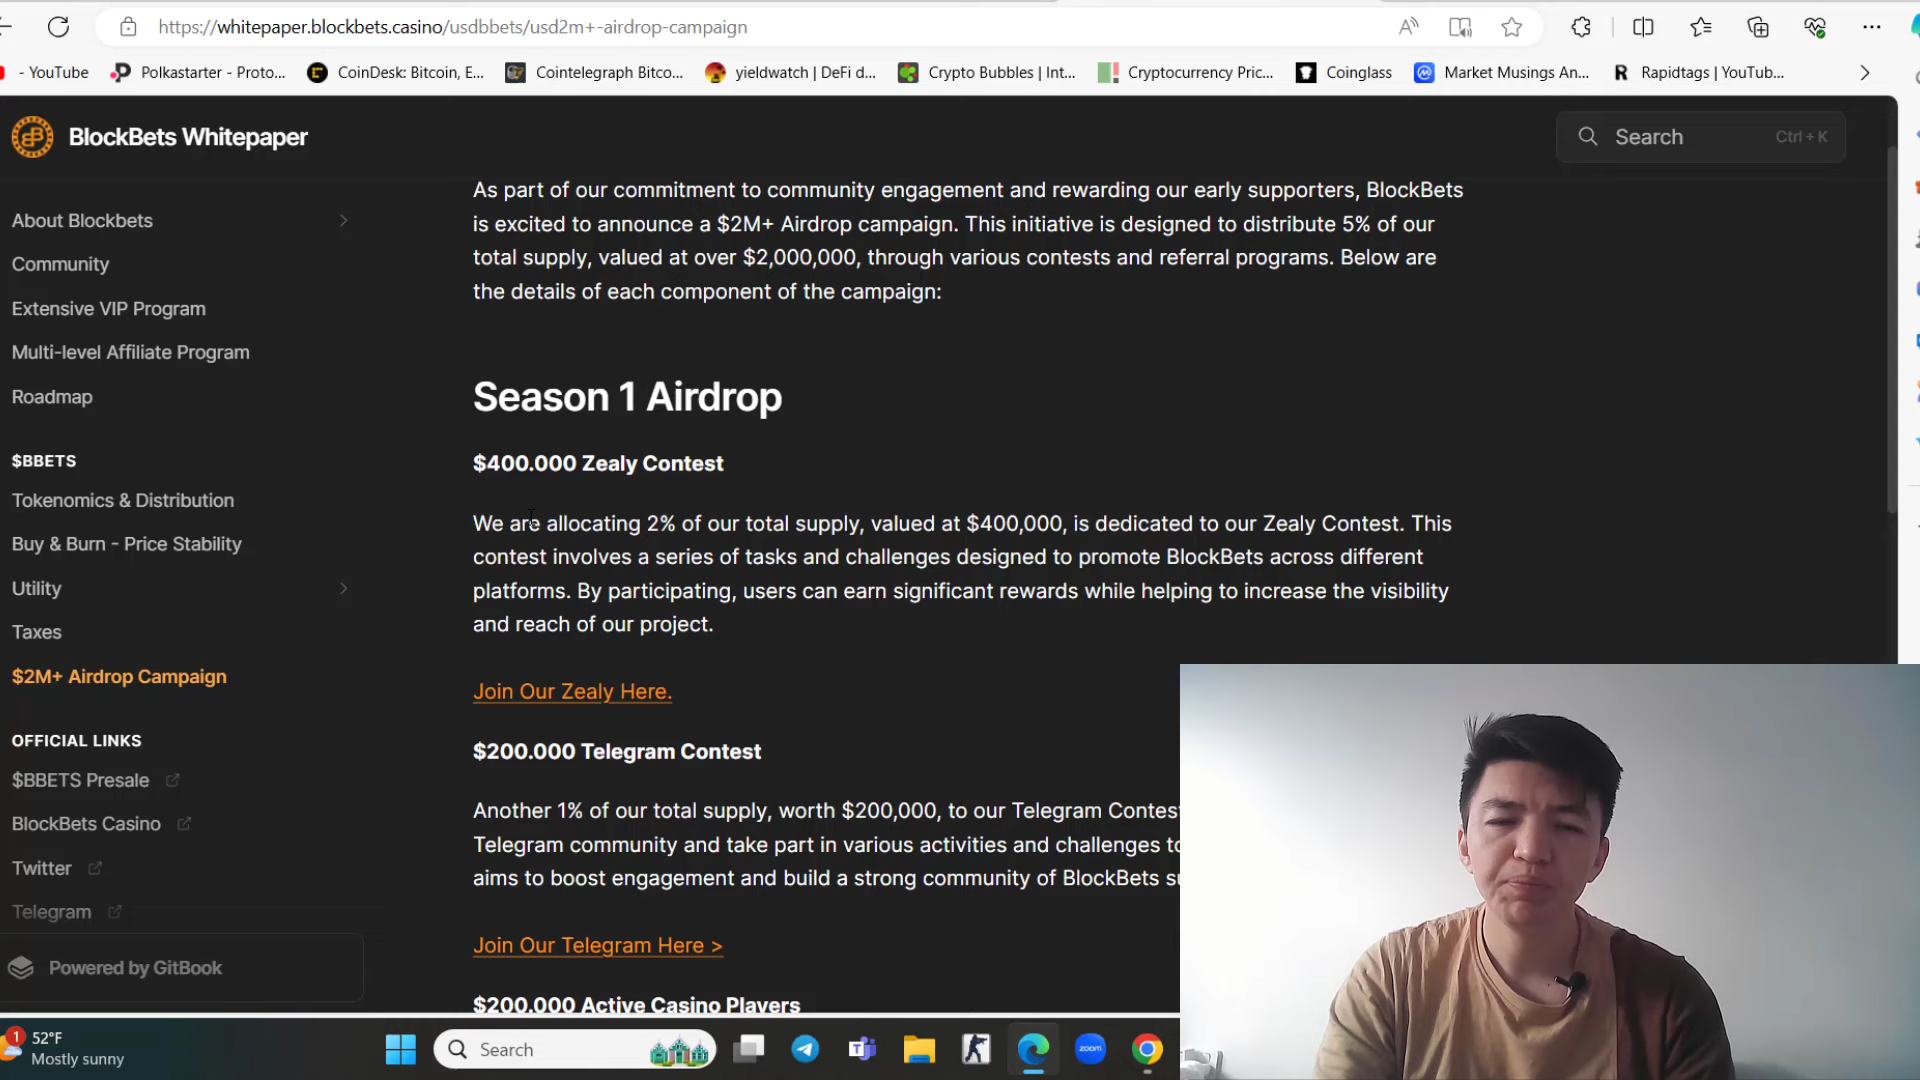 https://whitepaper.blockbets.casino/usdbbets/usd2m+-airdrop-campaign
- YouTube
Polkastarter - Proto...
CoinDesk: Bitcoin, E...
Cointelegraph Bitco...
yieldwatch | DeFi d...
Crypto Bubbles | Int...
Cryptocurrency Pric...
Coinglass
Market Musings An...
Rapidtags | YouTub...
BlockBets Whitepaper
Search
Ctrl + K
About Blockbets
Community
Extensive VIP Program
Multi-level Affiliate Program
Roadmap
$BBETS
Tokenomics & Distribution
Buy & Burn - Price Stability
Utility
Taxes
$2M+ Airdrop Campaign
OFFICIAL LINKS
$BBETS Presale
BlockBets Casino
Twitter
Telegram
Powered by GitBook
As part of our commitment to community engagement and rewarding our early supporters, BlockBets
is excited to announce a $2M+ Airdrop campaign. This initiative is designed to distribute 5% of our
total supply, valued at over $2,000,000, through various contests and referral programs. Below are
the details of each component of the campaign:
Season 1 Airdrop
$400.000 Zealy Contest
We are allocating 2% of our total supply, valued at $400,000, is dedicated to our Zealy Contest. This
contest involves a series of tasks and challenges designed to promote BlockBets across different
platforms. By participating, users can earn significant rewards while helping to increase the visibility
and reach of our project.
Join Our Zealy Here.
$200.000 Telegram Contest
Another 1% of our total supply, worth $200,000, to our Telegram Contest
Telegram community and take part in various activities and challenges to
aims to boost engagement and build a strong community of BlockBets su
Join Our Telegram Here >
$200.000 Active Casino Players
1
52°F
Mostly sunny
Search
zoom